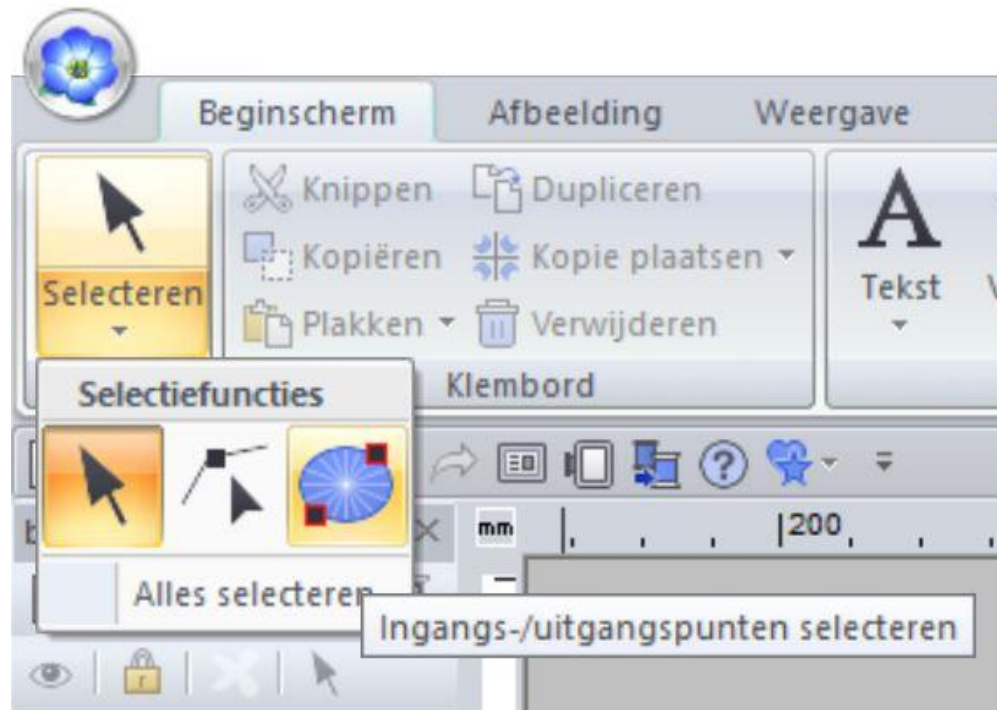 Beginscherm Afbeelding Weergave
Knippen Dupliceren
Kopiëren Kopie plaatsen
Selecteren Tekst
Plakken Verwijderen
Klembord
Selectiefuncties
mm 200
Alles selecteren
Ingangs-/uitgangspunten selecteren